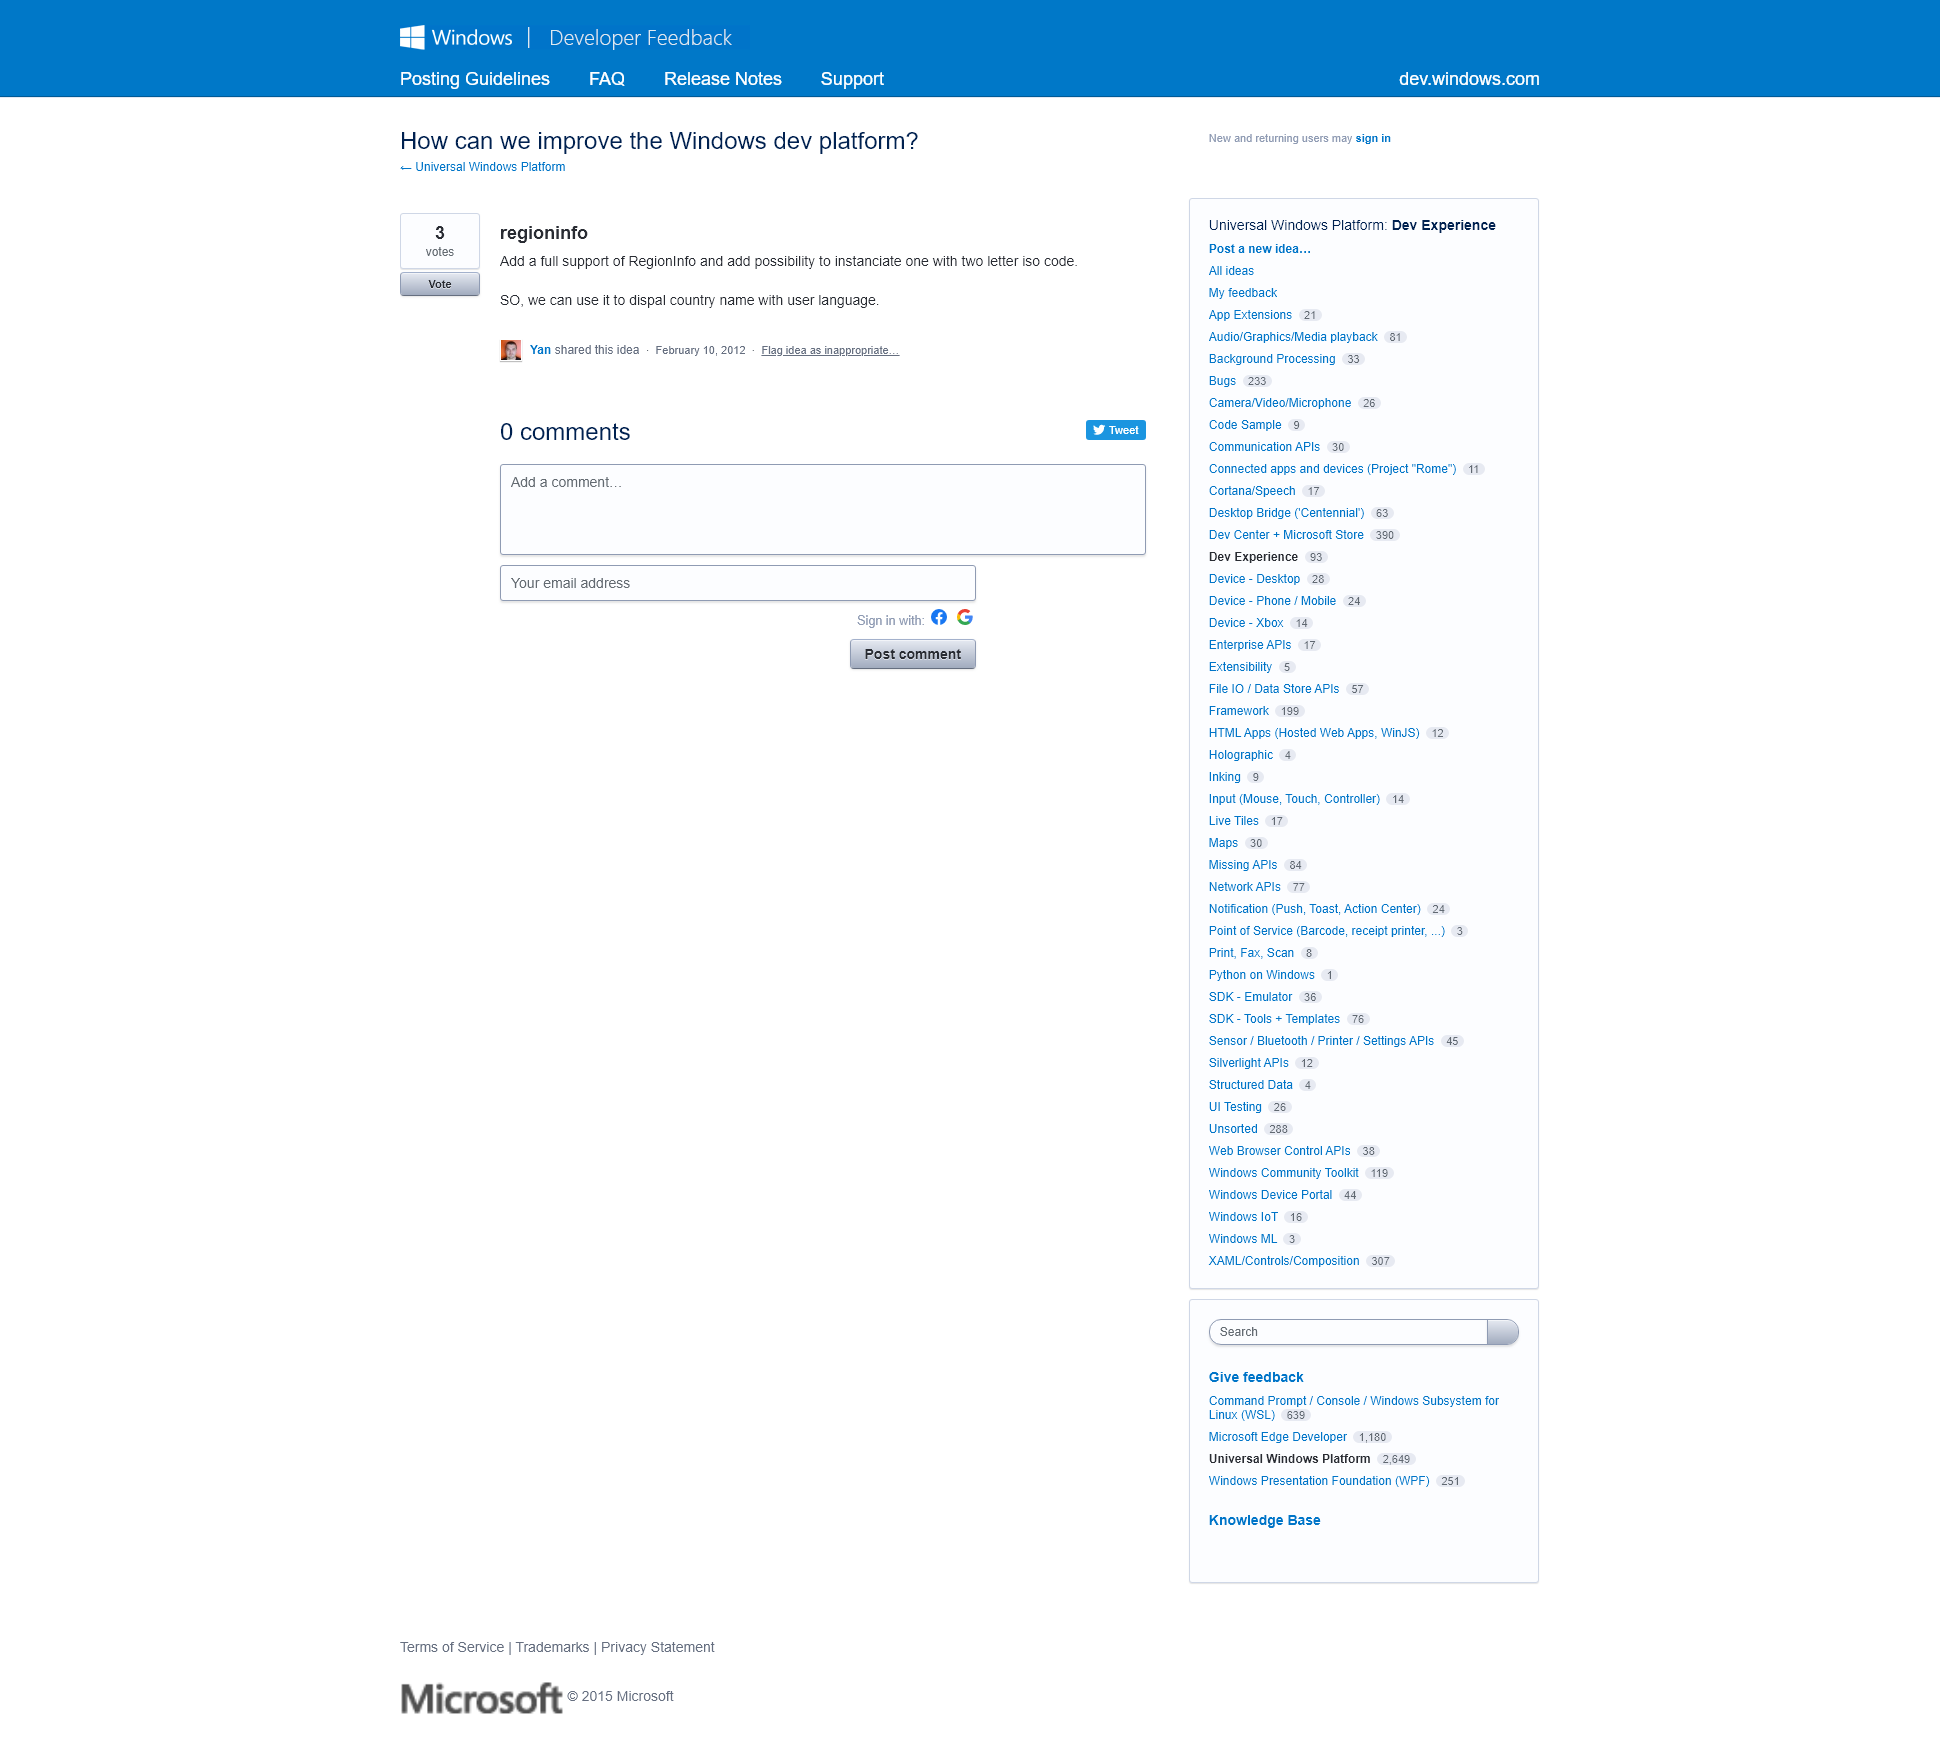 Windows | Developer Feedback
Posting Guidelines FAQ Release Notes Support dev.windows.com
How can we improve the Windows dev platform?
← Universal Windows Platform
New and returning users may sign in
3
votes
Vote
regioninfo
Add a full support of RegionInfo and add possibility to instanciate one with two letter iso code.
SO, we can use it to dispal country name with user language.
Yan shared this idea · February 10, 2012 · Flag idea as inappropriate…
0 comments
Tweet
Add a comment…
Your email address
Sign in with:
Post comment
Universal Windows Platform: Dev Experience
Post a new idea…
All ideas
My feedback
App Extensions 21
Audio/Graphics/Media playback 81
Background Processing 33
Bugs 233
Camera/Video/Microphone 26
Code Sample 9
Communication APIs 30
Connected apps and devices (Project "Rome") 11
Cortana/Speech 17
Desktop Bridge ('Centennial') 63
Dev Center + Microsoft Store 390
Dev Experience 93
Device - Desktop 28
Device - Phone / Mobile 24
Device - Xbox 14
Enterprise APIs 17
Extensibility 5
File IO / Data Store APIs 57
Framework 199
HTML Apps (Hosted Web Apps, WinJS) 12
Holographic 4
Inking 9
Input (Mouse, Touch, Controller) 14
Live Tiles 17
Maps 30
Missing APIs 84
Network APIs 77
Notification (Push, Toast, Action Center) 24
Point of Service (Barcode, receipt printer, ...) 3
Print, Fax, Scan 8
Python on Windows 1
SDK - Emulator 36
SDK - Tools + Templates 76
Sensor / Bluetooth / Printer / Settings APIs 45
Silverlight APIs 12
Structured Data 4
UI Testing 26
Unsorted 288
Web Browser Control APIs 38
Windows Community Toolkit 119
Windows Device Portal 44
Windows IoT 16
Windows ML 3
XAML/Controls/Composition 307
Search
Give feedback
Command Prompt / Console / Windows Subsystem for
Linux (WSL) 639
Microsoft Edge Developer 1,180
Universal Windows Platform 2,649
Windows Presentation Foundation (WPF) 251
Knowledge Base
Terms of Service | Trademarks | Privacy Statement
Microsoft © 2015 Microsoft